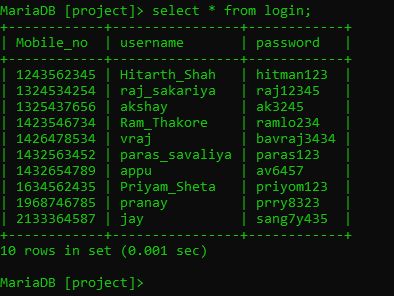 MariaDB [project]> select * from login;
+------------+----------------+------------+
| Mobile_no | username | password |
+------------+----------------+------------+
| 1243562345 | Hitarth_Shah | hitman123 |
| 1324534254 | raj_sakariya | raj12345 |
| 1325437656 | akshay | ak3245 |
| 1423546734 | Ram_Thakore | ramlo234 |
| 1426478534 | vraj | bavraj3434 |
| 1432563452 | paras_savaliya | paras123 |
| 1432654789 | appu | av6457 |
| 1634562435 | Priyam_Sheta | priyom123 |
| 1968746785 | pranay | prry8323 |
| 2133364587 | jay | sang7y435 |
+------------+----------------+------------+
10 rows in set (0.001 sec)
MariaDB [project]>